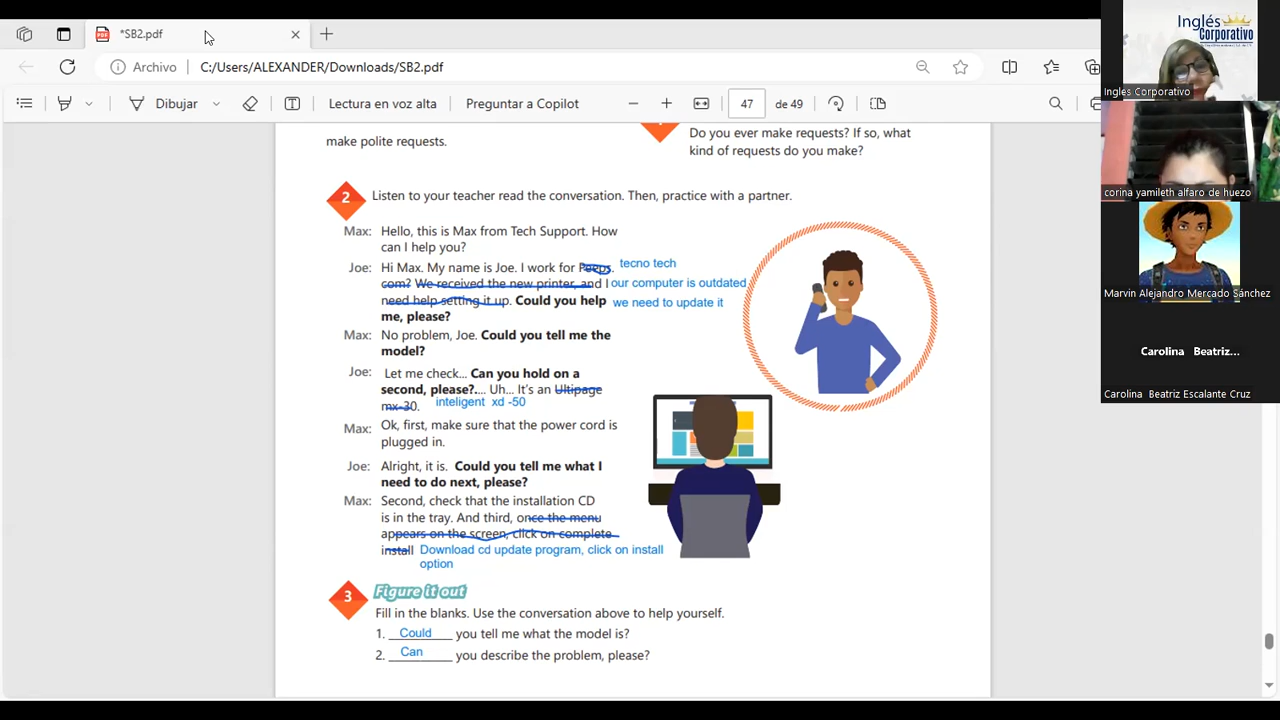 *SB2.pdf
Archivo C:/Users/ALEXANDER/Downloads/SB2.pdf
Dibujar Lectura en voz alta Preguntar a Copilot 47 de 49
make polite requests.
Do you ever make requests? If so, what
kind of requests do you make?
2 Listen to your teacher read the conversation. Then, practice with a partner.
Max: Hello, this is Max from Tech Support. How
can I help you?
Joe: Hi Max. My name is Joe. I work for Peeps. tecno tech
com? We received the new printer, and I our computer is outdated
need help setting it up. Could you help we need to update it
me, please?
Max: No problem, Joe. Could you tell me the
model?
Joe: Let me check... Can you hold on a
second, please?.... Uh... It's an Ultipage
mx-30. inteligent xd -50
Max: Ok, first, make sure that the power cord is
plugged in.
Joe: Alright, it is. Could you tell me what I
need to do next, please?
Max: Second, check that the installation CD
is in the tray. And third, once the menu
appears on the screen, click on complete
install Download cd update program, click on install
option
3 Figure it out
Fill in the blanks. Use the conversation above to help yourself.
1. Could you tell me what the model is?
2. Can you describe the problem, please?
Inglés
Corporativo
Ingles Corporativo
corina yamileth alfaro de huezo
Marvin Alejandro Mercado Sánchez
Carolina Beatriz...
Carolina Beatriz Escalante Cruz